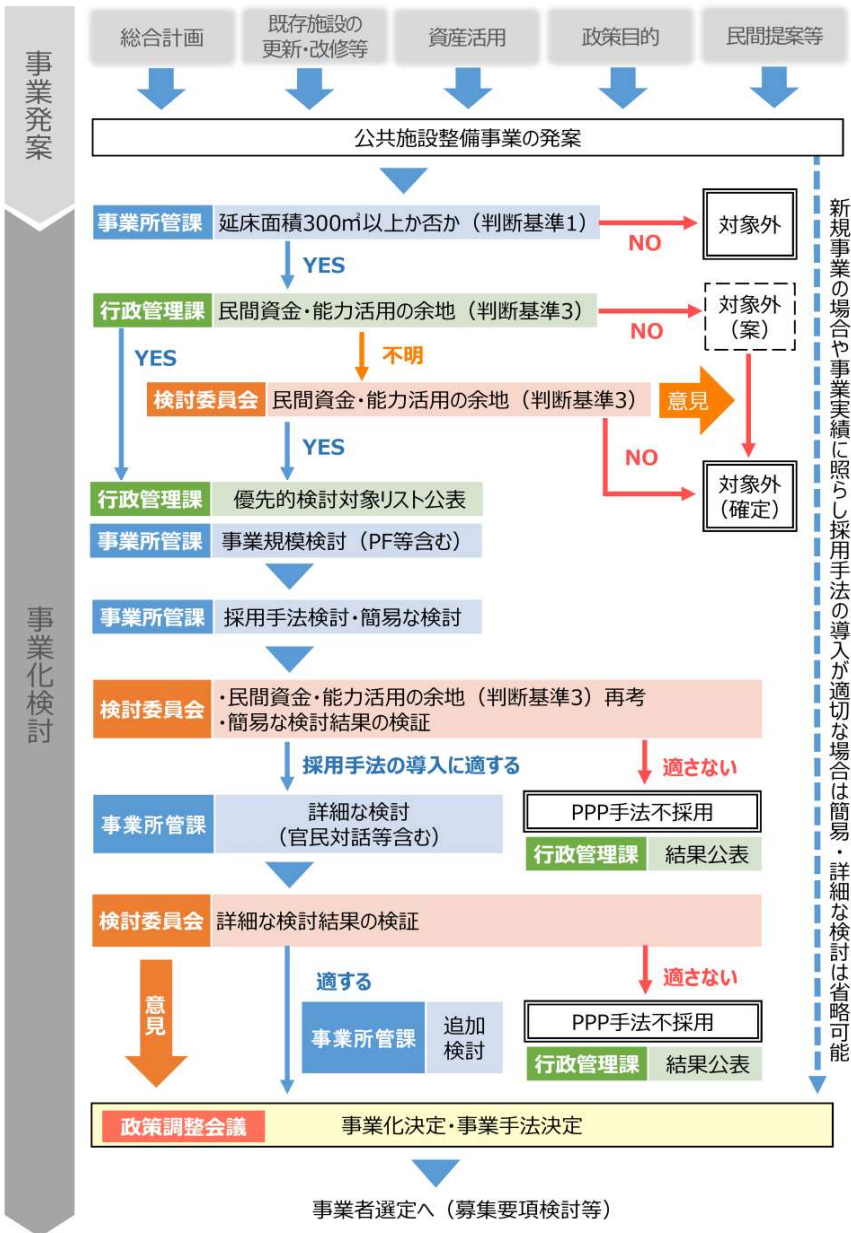 事業発案
総合計画
既存施設の
更新・改修等
資産活用
政策目的
民間提案等
公共施設整備事業の発案
事業化検討
事業所管課 延床面積300㎡以上か否か（判断基準1）
NO
対象外
YES
行政管理課 民間資金・能力活用の余地（判断基準3）
NO
対象外
（案）
YES
不明
検討委員会 民間資金・能力活用の余地（判断基準3）
意見
YES
NO
対象外
（確定）
行政管理課 優先的検討対象リスト公表
事業所管課 事業規模検討（PF等含む）
事業所管課 採用手法検討・簡易な検討
検討委員会
・民間資金・能力活用の余地（判断基準3）再考
・簡易な検討結果の検証
採用手法の導入に適する
適さない
事業所管課
詳細な検討
（官民対話等含む）
PPP手法不採用
行政管理課 結果公表
検討委員会 詳細な検討結果の検証
意見
適する
適さない
事業所管課
追加
検討
PPP手法不採用
行政管理課 結果公表
政策調整会議 事業化決定・事業手法決定
事業者選定へ（募集要項検討等）
新規事業の場合や事業実績に照らし採用手法の導入が適切な場合は簡易・詳細な検討は省略可能